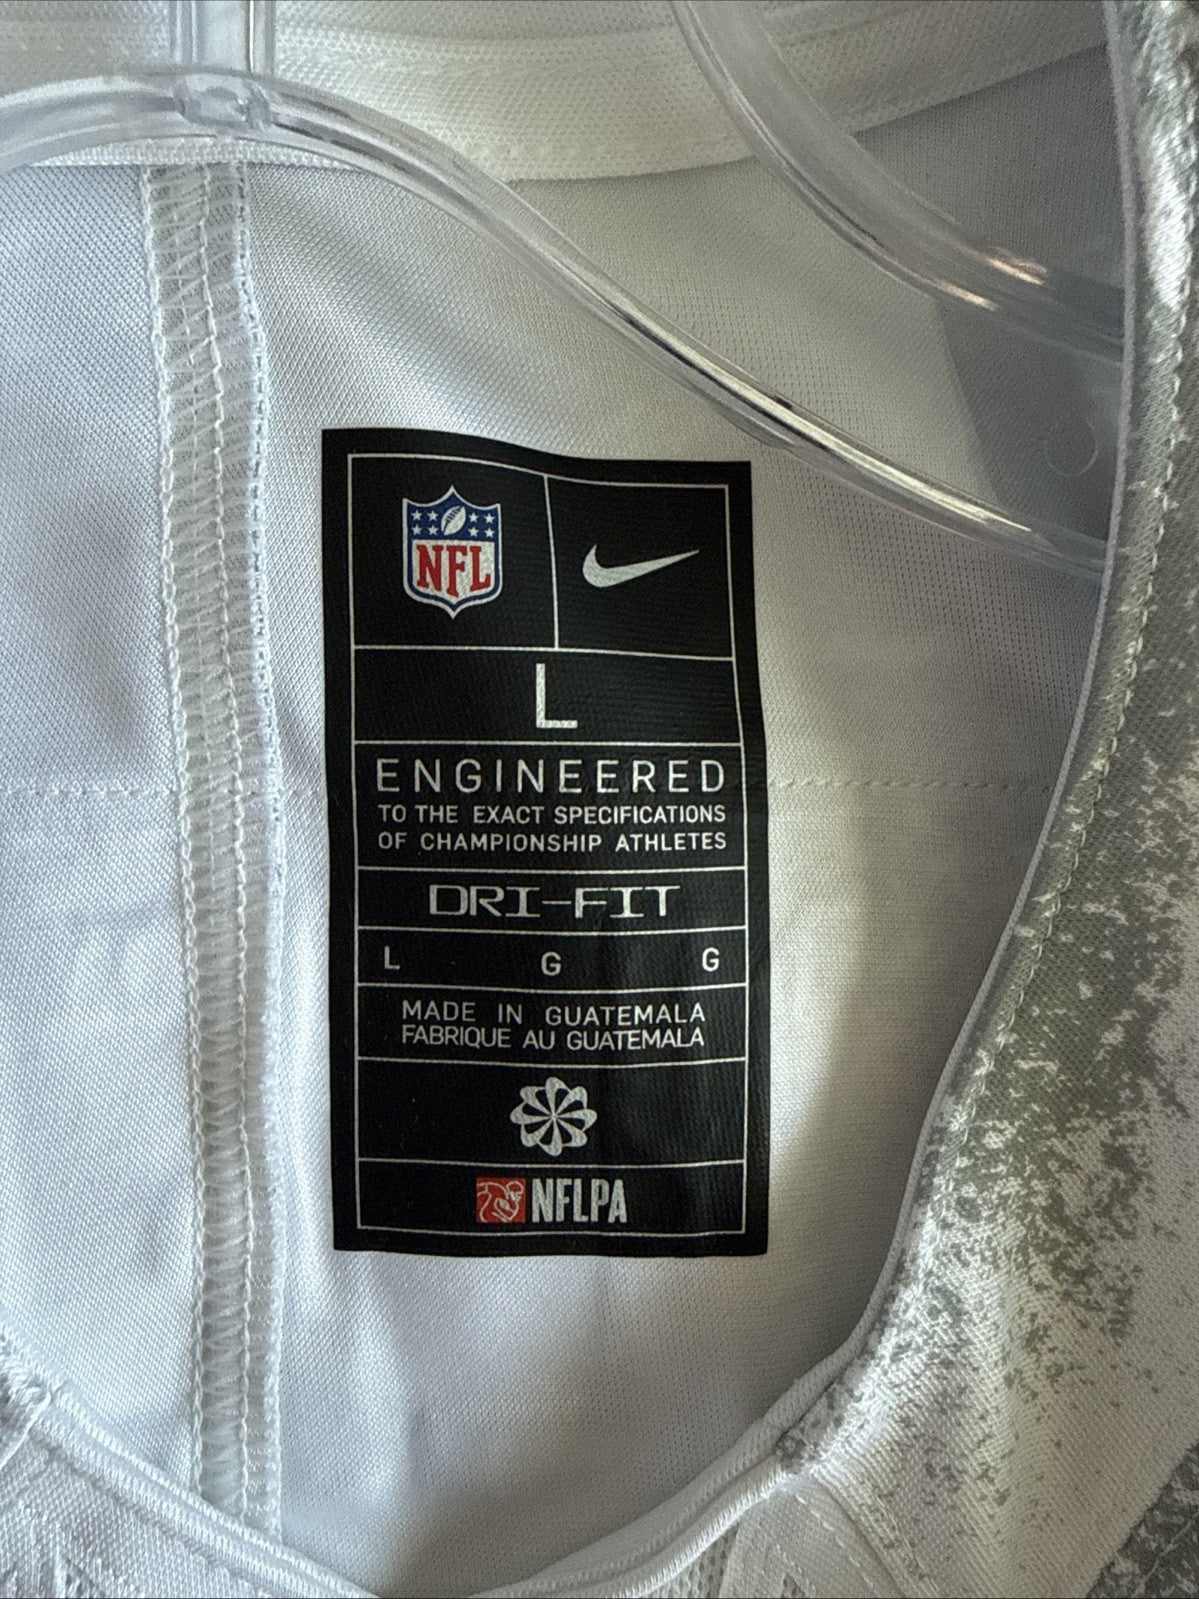 NFL
L
ENGINEERED
TO THE EXACT SPECIFICATIONS
OF CHAMPIONSHIP ATHLETES
DRI-FIT
L G G
MADE IN GUATEMALA
FABRIQUE AU GUATEMALA
NFLPA